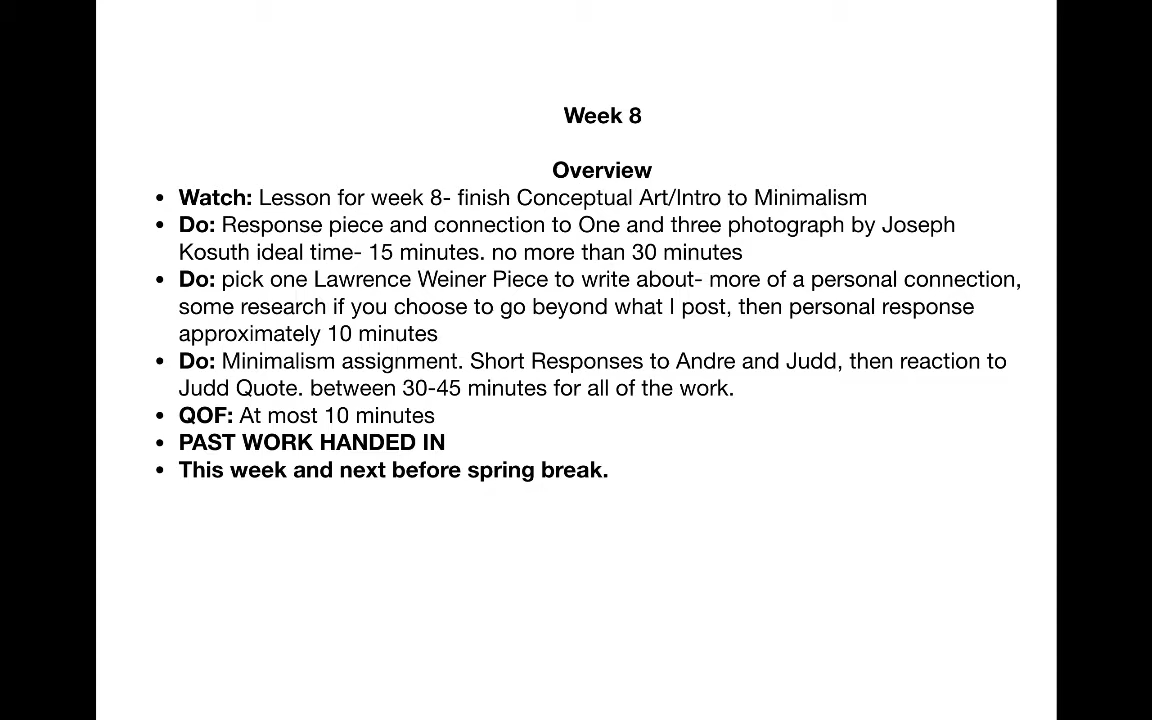 Week 8
Overview
• Watch: Lesson for week 8- finish Conceptual Art/Intro to Minimalism
• Do: Response piece and connection to One and three photograph by Joseph
Kosuth ideal time- 15 minutes. no more than 30 minutes
• Do: pick one Lawrence Weiner Piece to write about- more of a personal connection,
some research if you choose to go beyond what I post, then personal response
approximately 10 minutes
• Do: Minimalism assignment. Short Responses to Andre and Judd, then reaction to
Judd Quote. between 30-45 minutes for all of the work.
• QOF: At most 10 minutes
• PAST WORK HANDED IN
• This week and next before spring break.